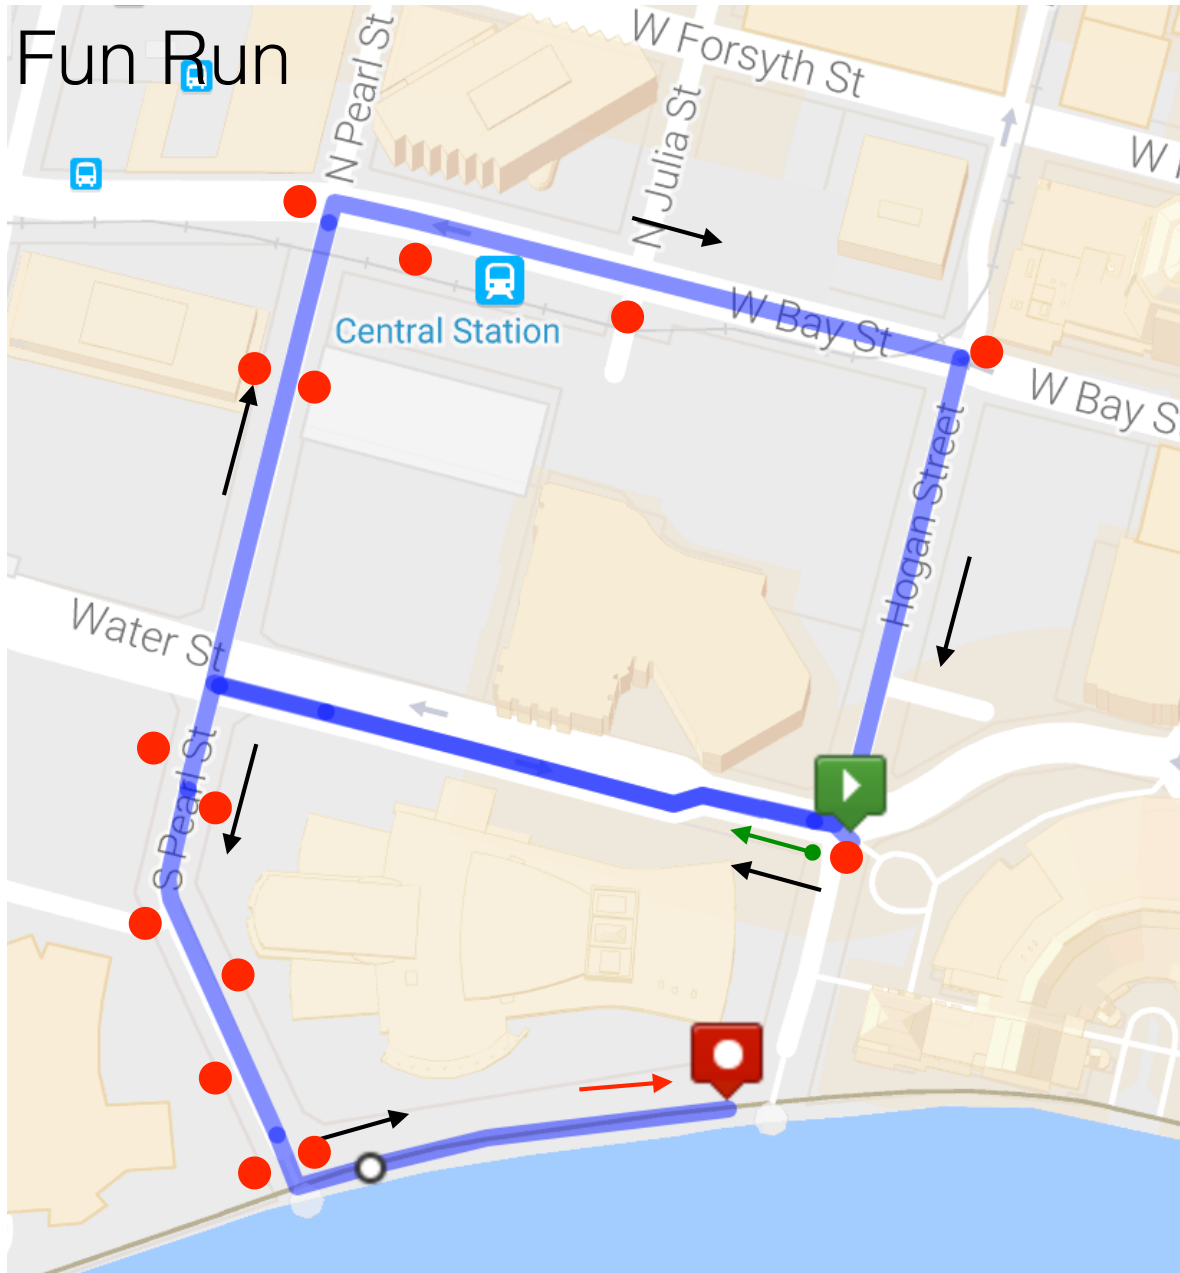 Fun Run
W Forsyth St
N Pearl St
N Julia St
Central Station
W Bay St
W Bay S
Hogan Street
Water St
S Pearl St